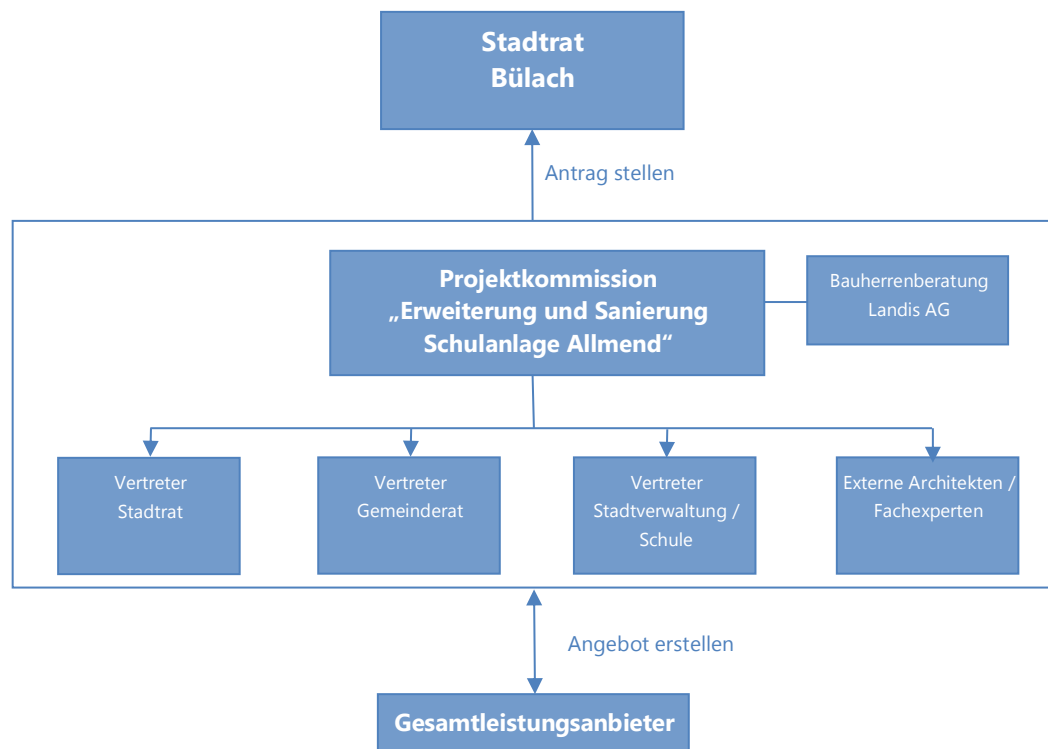 Stadtrat
Bülach
Antrag stellen
Projektkommission
„Erweiterung und Sanierung
Schulanlage Allmend“
Bauherrenberatung
Landis AG
Vertreter
Stadtrat
Vertreter
Gemeinderat
Vertreter
Stadtverwaltung /
Schule
Externe Architekten /
Fachexperten
Angebot erstellen
Gesamtleistungsanbieter